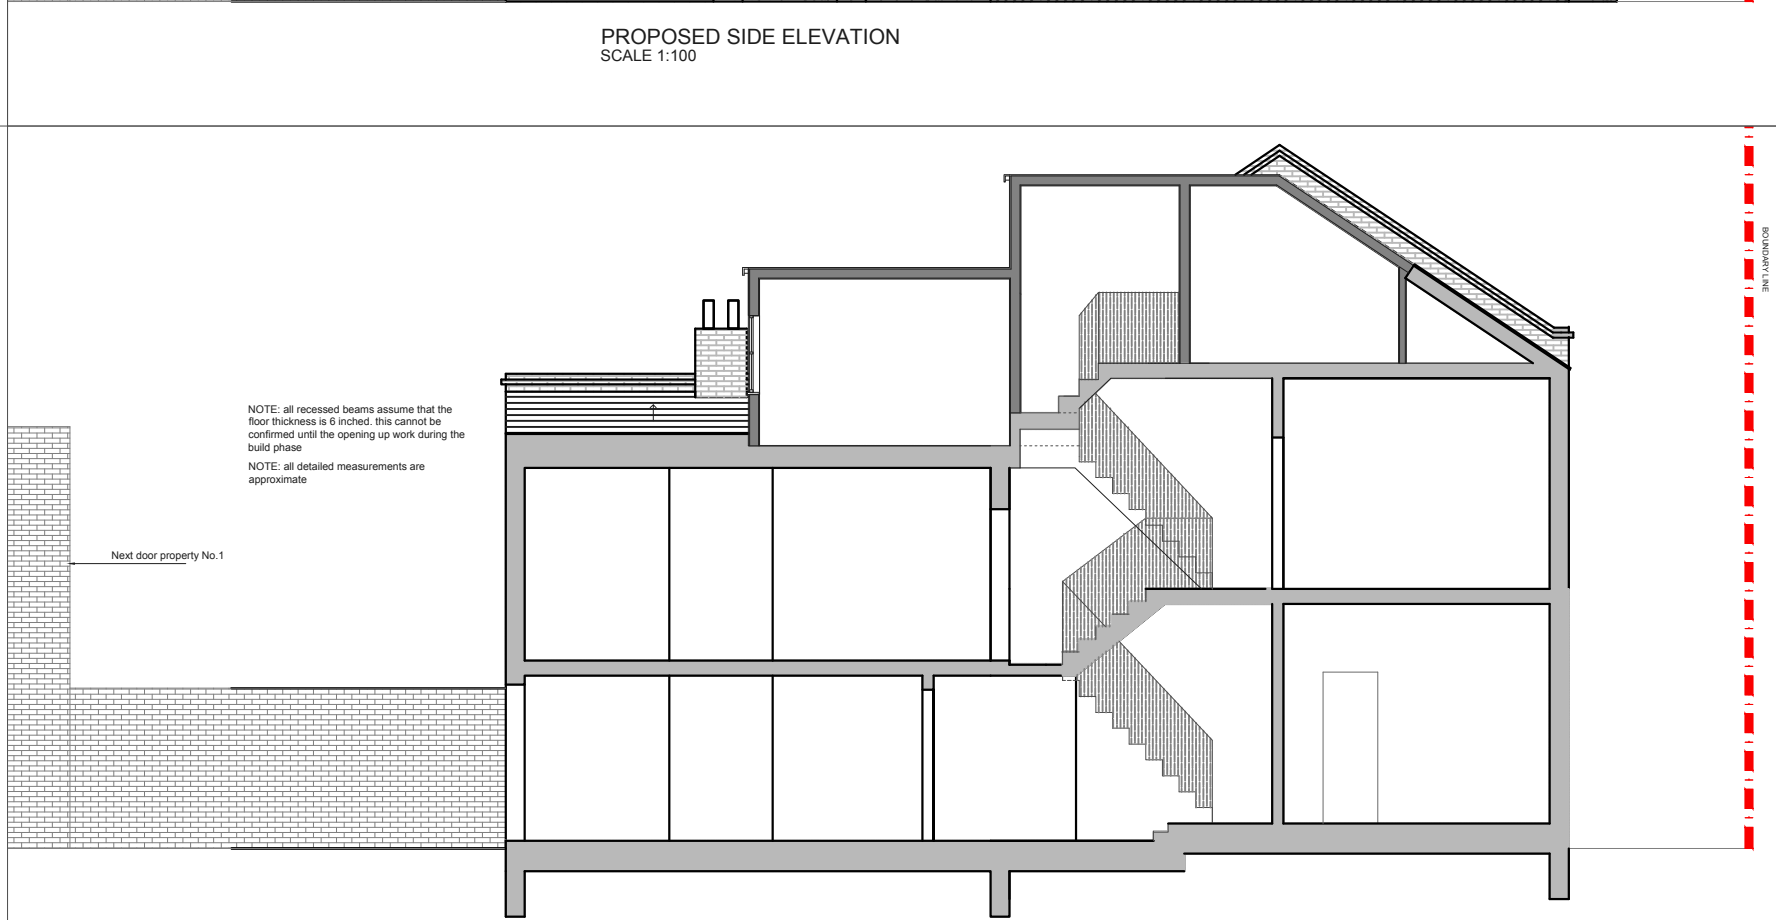 PROPOSED SIDE ELEVATION
SCALE 1:100
BOUNDARY LINE
NOTE: all recessed beams assume that the
floor thickness is 6 inched. this cannot be
confirmed until the opening up work during the
build phase
NOTE: all detailed measurements are
approximate
Next door property No.1